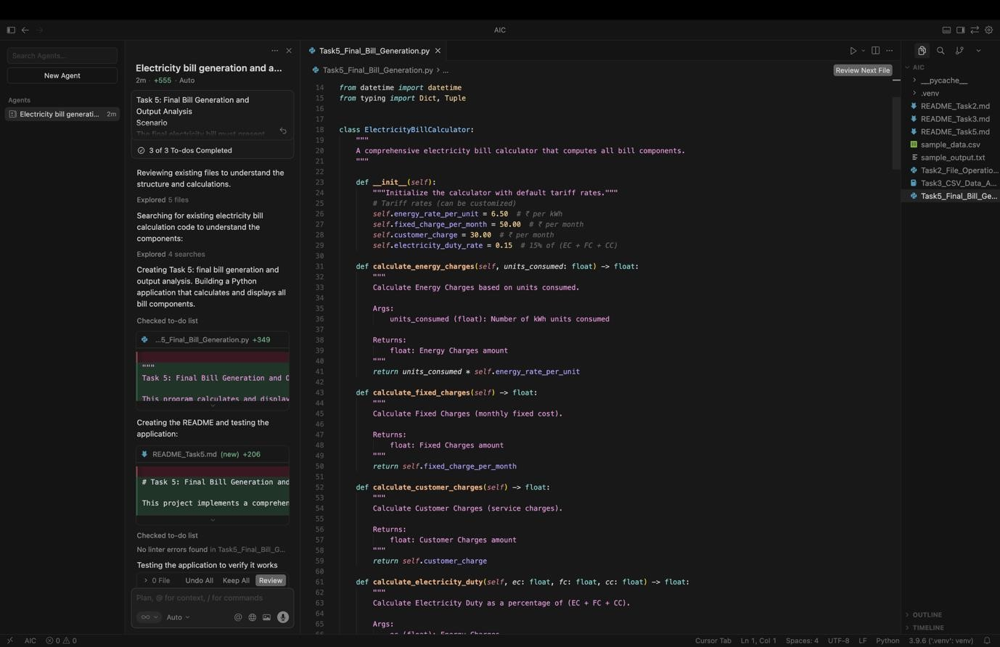 AIC
Search Agents...
New Agent
Agents
Electricity bill generati... 2m
Electricity bill generation and a...
2m · +555 · Auto
Task 5: Final Bill Generation and
Output Analysis
Scenario
The final electricity bill must present
3 of 3 To-dos Completed
Reviewing existing files to understand the
structure and calculations.
Explored 5 files
Searching for existing electricity bill
calculation code to understand the
components:
Explored 4 searches
Creating Task 5: final bill generation and
output analysis. Building a Python
application that calculates and displays all
bill components.
Checked to-do list
...5_Final_Bill_Generation.py +349
"""
Task 5: Final Bill Generation and O
This program calculates and display
Creating the README and testing the
application:
README_Task5.md (new) +206
# Task 5: Final Bill Generation and
This project implements a comprehen
Checked to-do list
No linter errors found in Task5_Final_Bill_G...
Testing the application to verify it works
> 0 File Undo All Keep All Review
Plan, @ for context, / for commands
∞ Auto
Task5_Final_Bill_Generation.py
Task5_Final_Bill_Generation.py > ...
Review Next File
14 from datetime import datetime
15 from typing import Dict, Tuple
16
17
18 class ElectricityBillCalculator:
19 """
20 A comprehensive electricity bill calculator that computes all bill components.
21 """
22
23 def __init__(self):
24 """Initialize the calculator with default tariff rates."""
25 # Tariff rates (can be customized)
26 self.energy_rate_per_unit = 6.50 # ₹ per kWh
27 self.fixed_charge_per_month = 50.00 # ₹ per month
28 self.customer_charge = 30.00 # ₹ per month
29 self.electricity_duty_rate = 0.15 # 15% of (EC + FC + CC)
30
31 def calculate_energy_charges(self, units_consumed: float) -> float:
32 """
33 Calculate Energy Charges based on units consumed.
34
35 Args:
36 units_consumed (float): Number of kWh units consumed
37
38 Returns:
39 float: Energy Charges amount
40 """
41 return units_consumed * self.energy_rate_per_unit
42
43 def calculate_fixed_charges(self) -> float:
44 """
45 Calculate Fixed Charges (monthly fixed cost).
46
47 Returns:
48 float: Fixed Charges amount
49 """
50 return self.fixed_charge_per_month
51
52 def calculate_customer_charges(self) -> float:
53 """
54 Calculate Customer Charges (service charges).
55
56 Returns:
57 float: Customer Charges amount
58 """
59 return self.customer_charge
60
61 def calculate_electricity_duty(self, ec: float, fc: float, cc: float) -> float:
62 """
63 Calculate Electricity Duty as a percentage of (EC + FC + CC).
64
65 Args:
66 ec (float): Energy Charges
AIC
__pycache__
.venv
README_Task2.md
README_Task3.md
README_Task5.md
sample_data.csv
sample_output.txt
Task2_File_Operatio...
Task3_CSV_Data_A...
Task5_Final_Bill_Ge...
OUTLINE
TIMELINE
AIC 0 0
Cursor Tab Ln 1, Col 1 Spaces: 4 UTF-8 LF Python 3.9.6 ('.venv': venv)